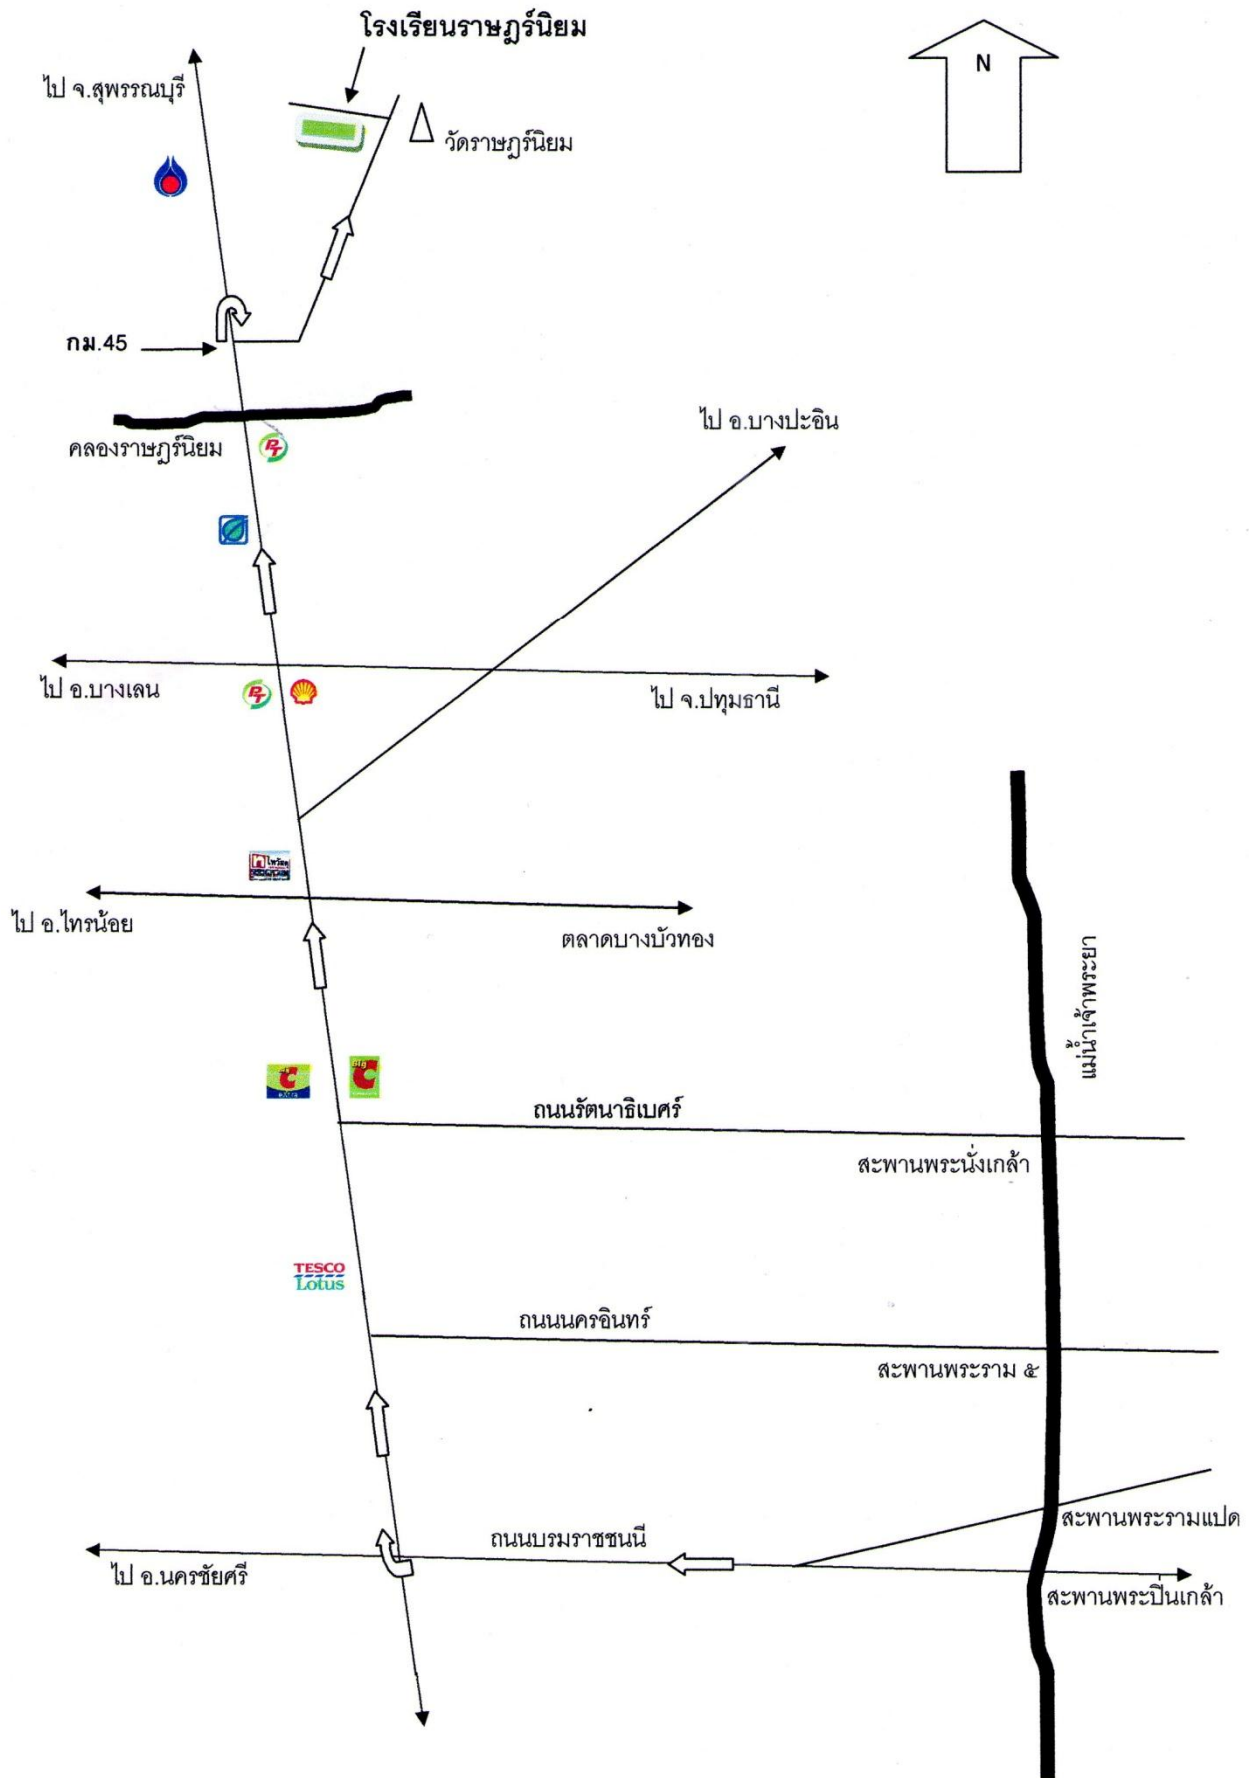 โรงเรียนราษฎร์นิยม
N
ไป จ.สุพรรณบุรี
วัดราษฎร์นิยม
กม.45
ไป อ.บางปะอิน
คลองราษฎร์นิยม
PT
ไป อ.บางเลน
PT
ไป จ.ปทุมธานี
ไทวัสดุ
ไป อ.ไทรน้อย
ตลาดบางบัวทอง
แม่น้ำเจ้าพระยา
Big C
Big C
ถนนรัตนาธิเบศร์
สะพานพระนั่งเกล้า
TESCO
Lotus
ถนนนครอินทร์
สะพานพระราม ๕
สะพานพระรามแปด
ถนนบรมราชชนนี
ไป อ.นครชัยศรี
สะพานพระปิ่นเกล้า